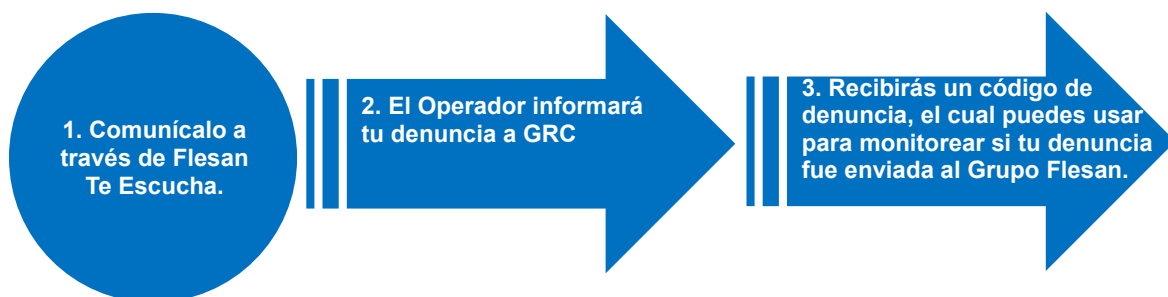 1. Comunícalo a
través de Flesan
Te Escucha.
2. El Operador informará
tu denuncia a GRC
3. Recibirás un código de
denuncia, el cual puedes usar
para monitorear si tu denuncia
fue enviada al Grupo Flesan.